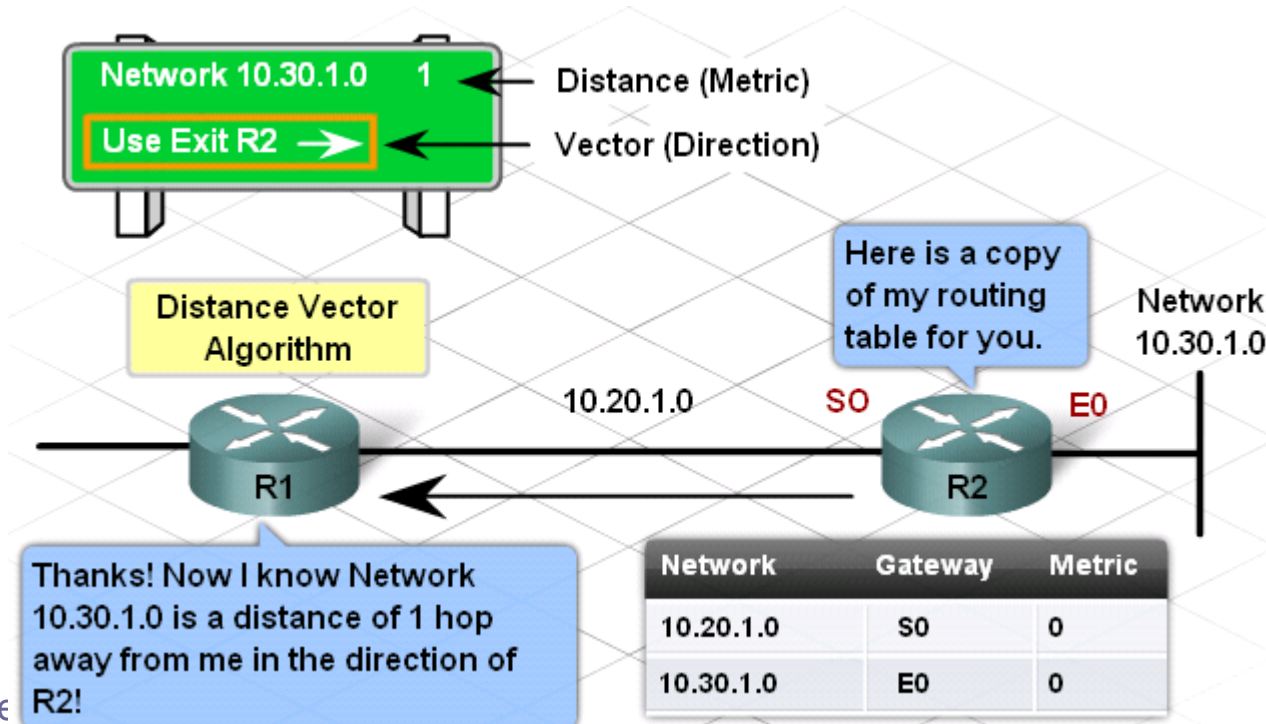 Network 10.30.1.0 1
Distance (Metric)
Use Exit R2
Vector (Direction)
Distance Vector
Algorithm
Here is a copy
of my routing
table for you.
Network
10.30.1.0
10.20.1.0
SO
E0
R1
R2
Thanks! Now I know Network
10.30.1.0 is a distance of 1 hop
away from me in the direction of
R2!
Network Gateway Metric
10.20.1.0 S0 0
10.30.1.0 E0 0